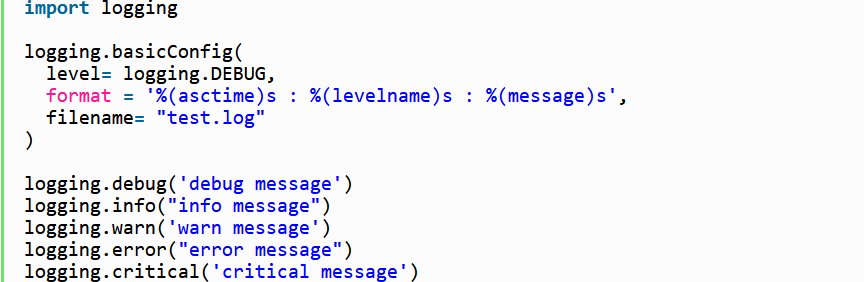 import logging
logging.basicConfig(
level= logging.DEBUG,
format = '%(asctime)s : %(levelname)s : %(message)s',
filename= "test.log"
)
logging.debug('debug message')
logging.info("info message")
logging.warn('warn message')
logging.error("error message")
logging.critical('critical message')